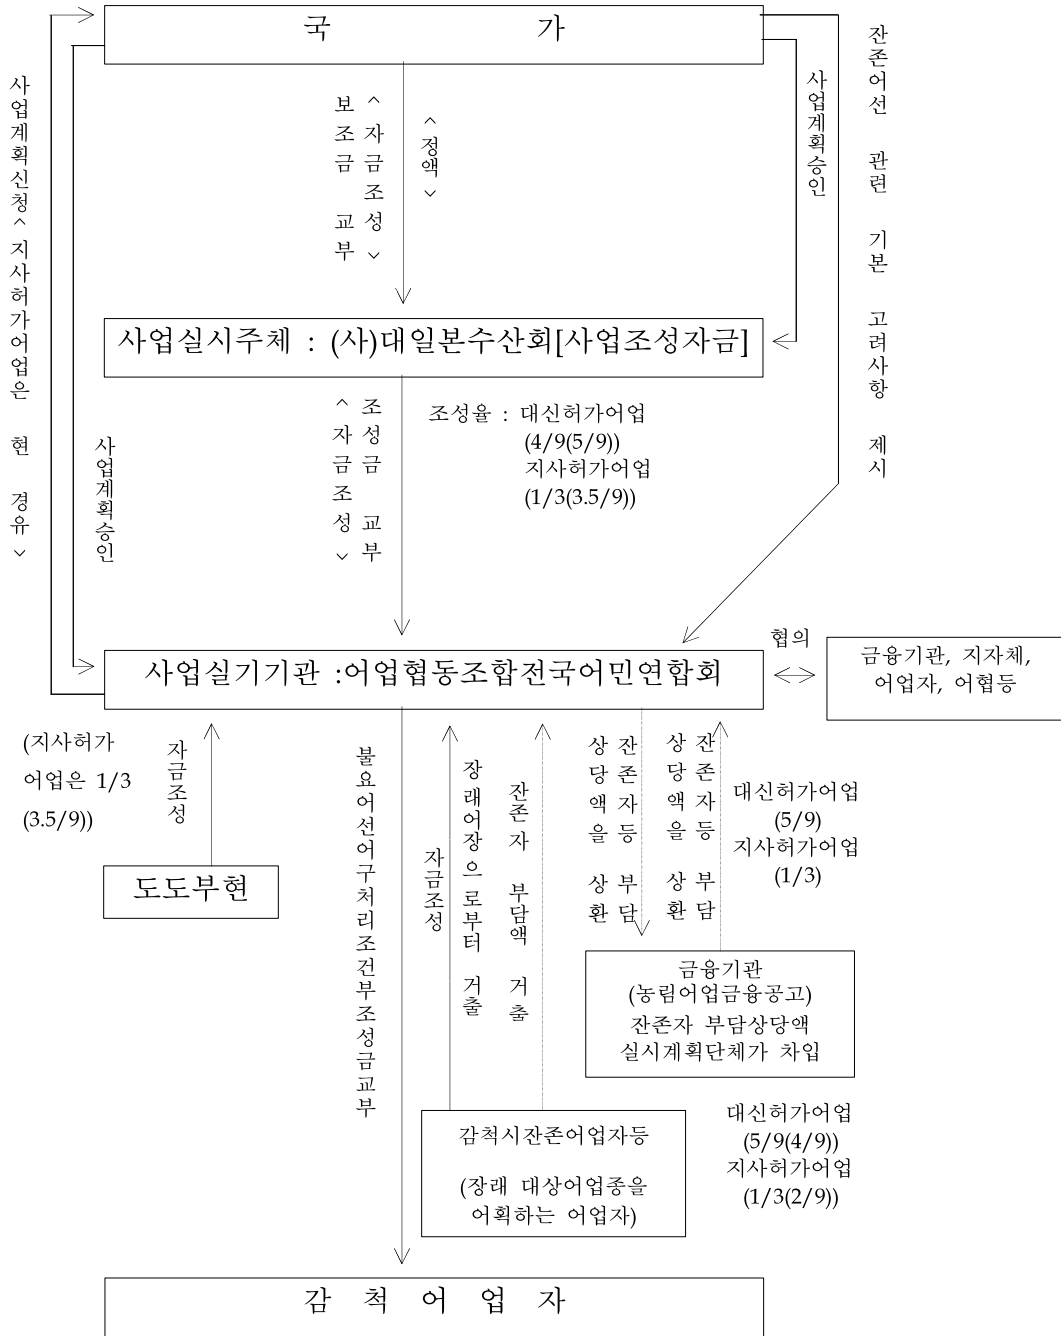 국 가
사업계획신청^지사허가어업은 현 경유v
사업계획승인
보조금 교부
^자금조성v
^정액v
사업계획승인
잔존어선 관련 기본 고려사항 제시
사업실시주체 : (사)대일본수산회[사업조성자금]
^자금조성v
조성금 교부
조성율 : 대신허가어업
(4/9(5/9))
지사허가어업
(1/3(3.5/9))
사업실기기관 :어업협동조합전국어민연합회
협의
금융기관, 지자체,
어업자, 어협등
(지사허가
어업은 1/3
(3.5/9))
자금조성
도도부현
불요어선어구처리조건부조성금교부
자금조성
장래어장으로부터 거출
잔존자 부담액 거출
상당액을 상환
잔존자등 부담
상당액을 상환
잔존자등 부담
대신허가어업
(5/9)
지사허가어업
(1/3)
금융기관
(농림어업금융공고)
잔존자 부담상당액
실시계획단체가 차입
감척시잔존어업자등
(장래 대상어업종을
어획하는 어업자)
대신허가어업
(5/9(4/9))
지사허가어업
(1/3(2/9))
감 척 어 업 자